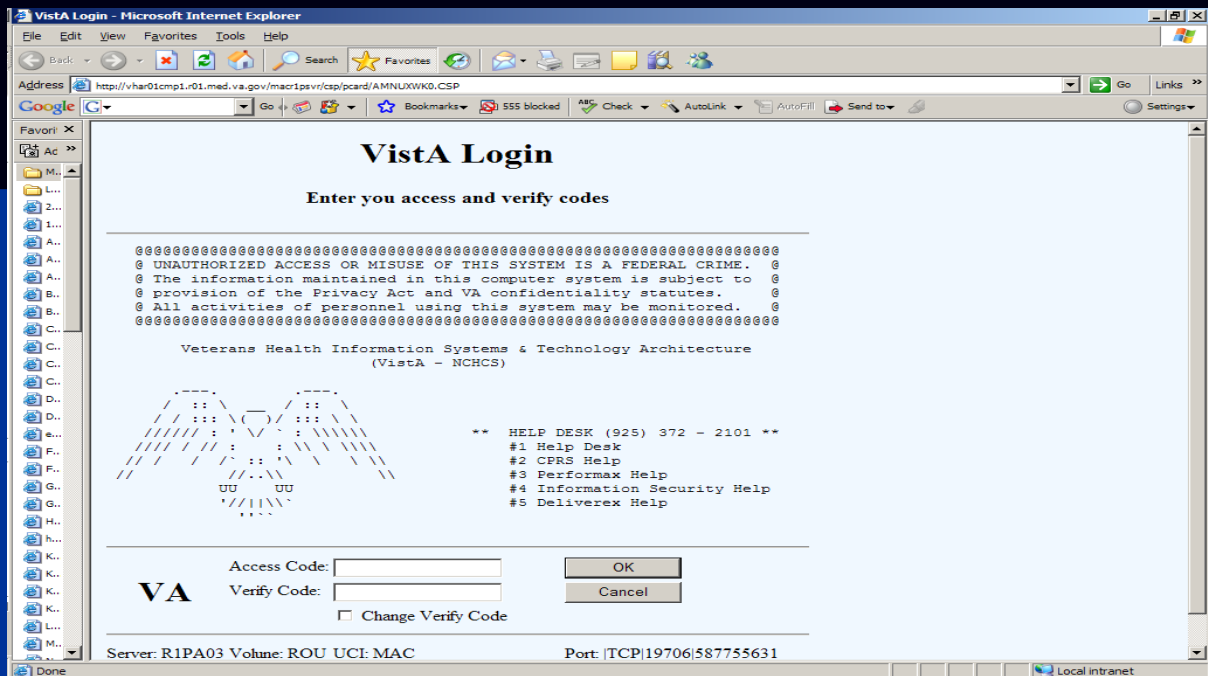 VistA Login - Microsoft Internet Explorer
File Edit View Favorites Tools Help
Back Search Favorites
Address http://vhar01cmp1.r01.med.va.gov/macr1psvr/csp/pcard/AMNUXWK0.CSP Go Links »
Google G Go Bookmarks 555 blocked Check AutoLink AutoFill Send to Settings
Favori
Ac »
M..
L...
2...
1...
A..
A..
A..
B..
B..
C..
C..
C..
C..
D..
D..
e...
F..
F..
G..
G..
H..
h...
K..
K..
K..
K..
L...
M..
VistA Login
Enter you access and verify codes
@@@@@@@@@@@@@@@@@@@@@@@@@@@@@@@@@@@@@@@@@@@@@@@@@@@@@@@@@@@@@@@@@@@@@@
@ UNAUTHORIZED ACCESS OR MISUSE OF THIS SYSTEM IS A FEDERAL CRIME. @
@ The information maintained in this computer system is subject to @
@ provision of the Privacy Act and VA confidentiality statutes. @
@ All activities of personnel using this system may be monitored. @
@@@@@@@@@@@@@@@@@@@@@@@@@@@@@@@@@@@@@@@@@@@@@@@@@@@@@@@@@@@@@@@@@@@@@@
Veterans Health Information Systems & Technology Architecture
(VistA - NCHCS)
** HELP DESK (925) 372 - 2101 **
#1 Help Desk
#2 CPRS Help
#3 Performax Help
#4 Information Security Help
#5 Deliverex Help
UU UU
Access Code: OK
VA Verify Code: Cancel
Change Verify Code
Server: R1PA03 Volune: ROU UCI: MAC Port: |TCP|19706|587755631
Done Local intranet